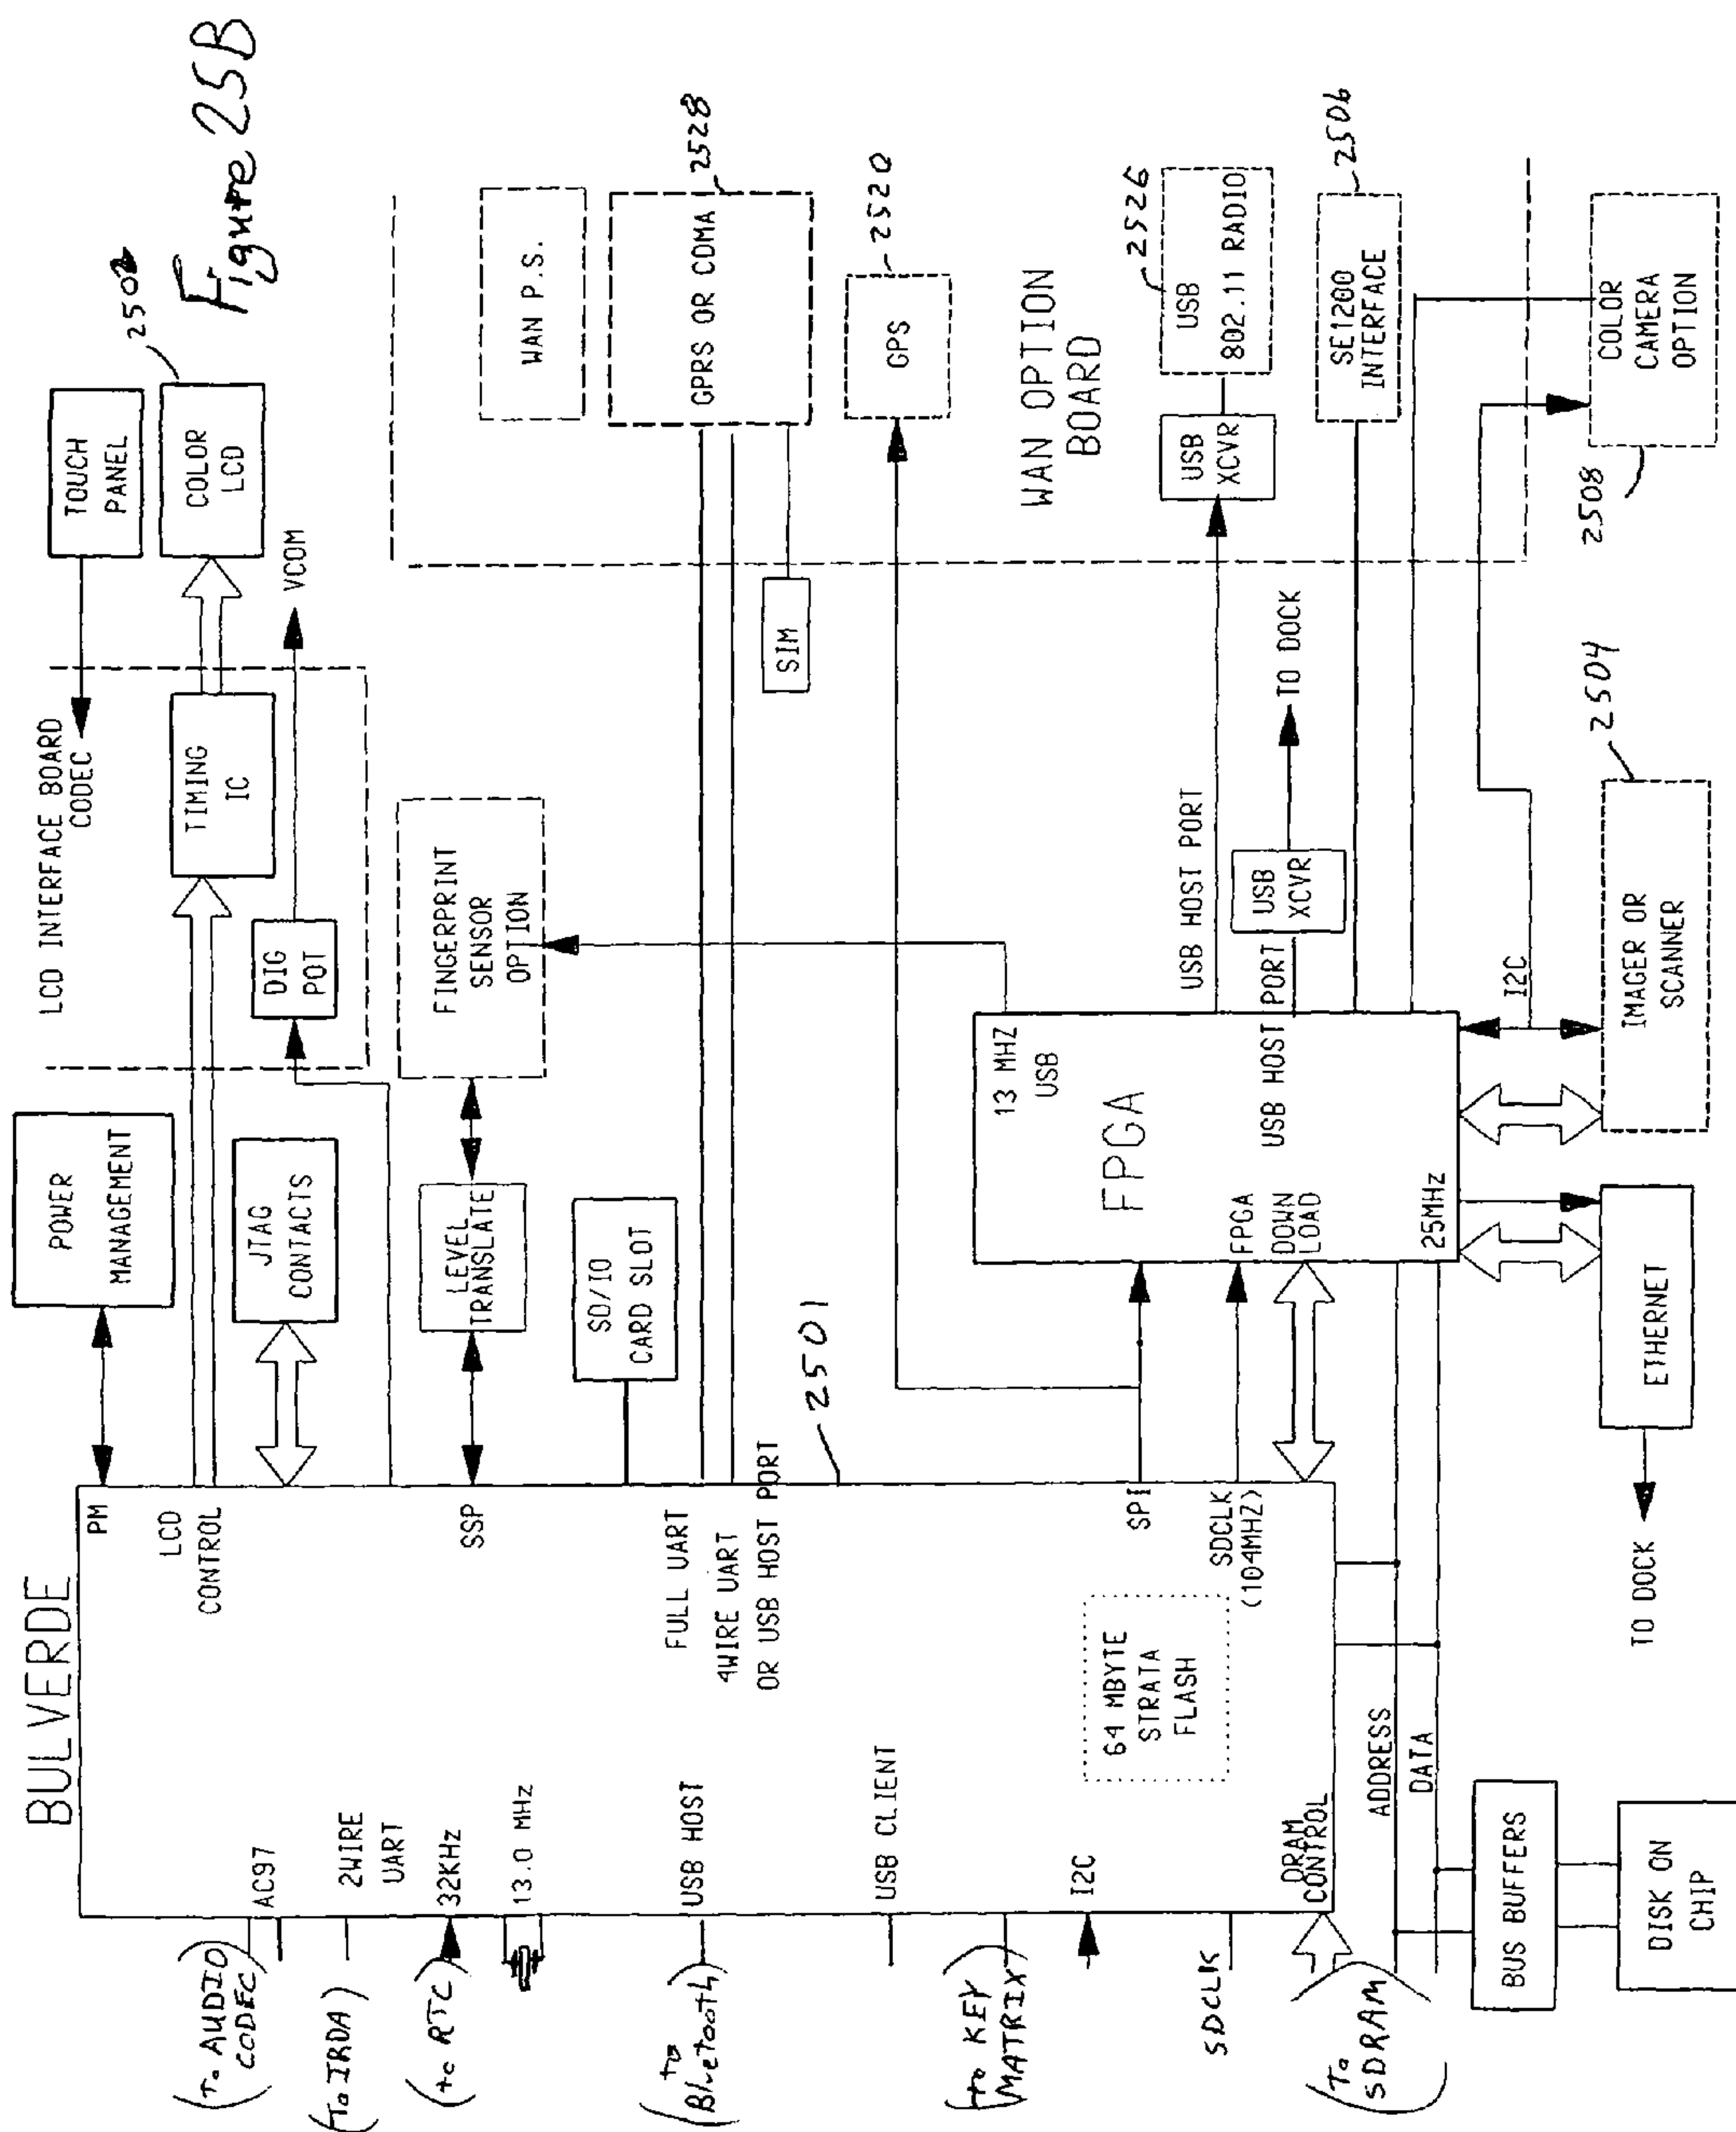 Figure 25B
BULVERDE
(To AUDIO
CODEC)
AC97
(To IRDA)
2WIRE
UART
(to RTC)
32KHz
13.0 MHz
(to
Bluetooth)
USB HOST
USB CLIENT
(to KEY
MATRIX)
I2C
SDCLK
(To
SDRAM)
DRAM
CONTROL
PM
LCD
CONTROL
SSP
FULL UART
4WIRE UART
OR USB HOST PORT
2501
64 MBYTE
STRATA
FLASH
SPI
SDCLK
(104MHZ)
ADDRESS
DATA
BUS BUFFERS
DISK ON
CHIP
POWER
MANAGEMENT
JTAG
CONTACTS
LEVEL
TRANSLATE
SD/IO
CARD SLOT
LCD INTERFACE BOARD
CODEC
TIMING
IC
DIG
POT
VCOM
TOUCH
PANEL
COLOR
LCD
2502
FINGERPRINT
SENSOR
OPTION
SIM
WAN P.S.
GPRS OR CDMA
2528
GPS
2520
WAN OPTION
BOARD
USB
XCVR
USB
802.11 RADIO
2526
SE1200
INTERFACE
2506
COLOR
CAMERA
OPTION
2508
FPGA
13 MHZ
USB
USB HOST PORT
USB HOST PORT
USB
XCVR
TO DOCK
FPGA
DOWN
LOAD
25MHz
I2C
IMAGER OR
SCANNER
2504
ETHERNET
TO DOCK